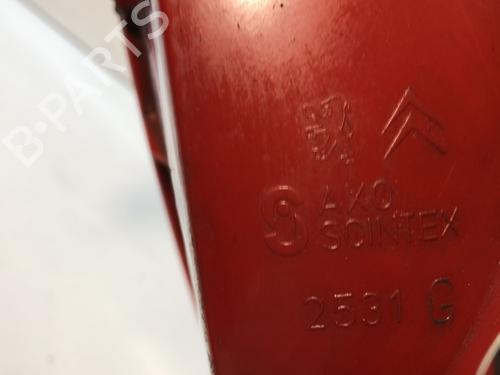 B-PARTS
AXO
SCINTEX
2531 G